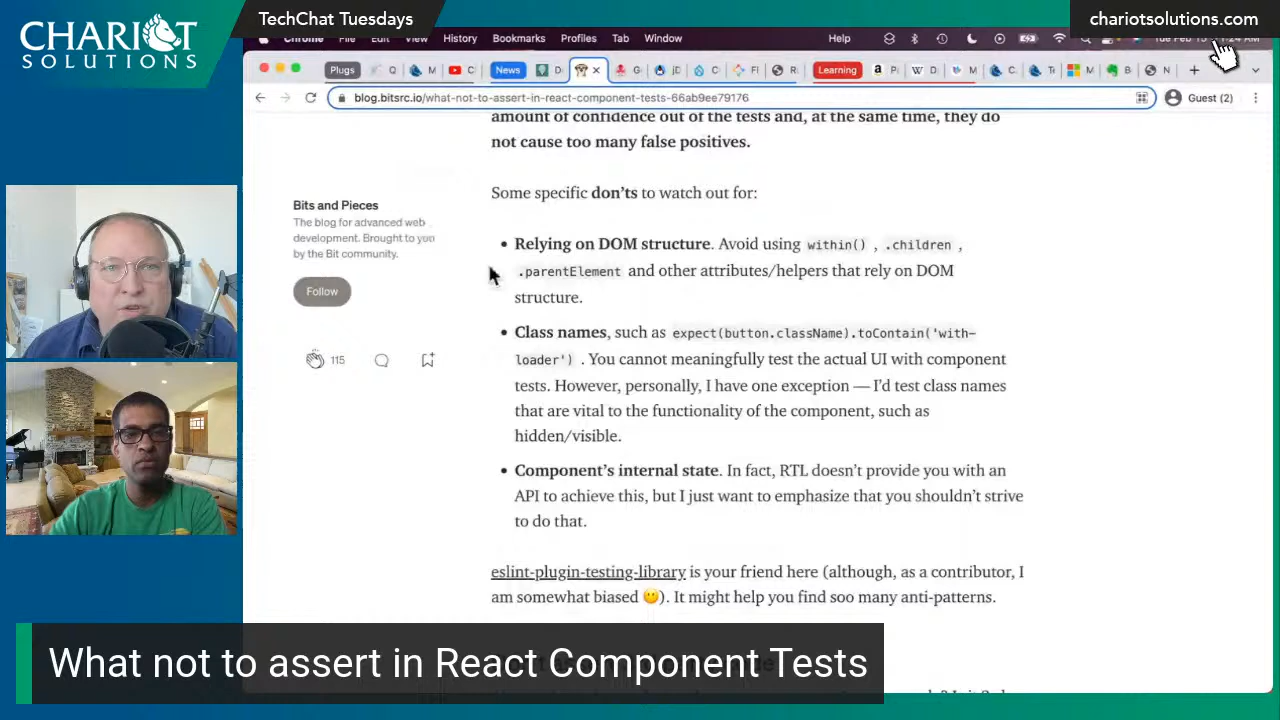 CHARIOT
SOLUTIONS
TechChat Tuesdays
chariotsolutions.com
Chrome File Edit View History Bookmarks Profiles Tab Window Help
Plugs
News
Learning
blog.bitsrc.io/what-not-to-assert-in-react-component-tests-66ab9ee79176
Guest (2)
amount of confidence out of the tests and, at the same time, they do
not cause too many false positives.
Some specific don'ts to watch out for:
Bits and Pieces
The blog for advanced web
development. Brought to you
by the Bit community.
Follow
115
• Relying on DOM structure. Avoid using within() , .children ,
.parentElement and other attributes/helpers that rely on DOM
structure.
• Class names, such as expect(button.className).toContain('with-
loader') . You cannot meaningfully test the actual UI with component
tests. However, personally, I have one exception — I'd test class names
that are vital to the functionality of the component, such as
hidden/visible.
• Component's internal state. In fact, RTL doesn't provide you with an
API to achieve this, but I just want to emphasize that you shouldn't strive
to do that.
eslint-plugin-testing-library is your friend here (although, as a contributor, I
am somewhat biased 🙂). It might help you find soo many anti-patterns.
What not to assert in React Component Tests